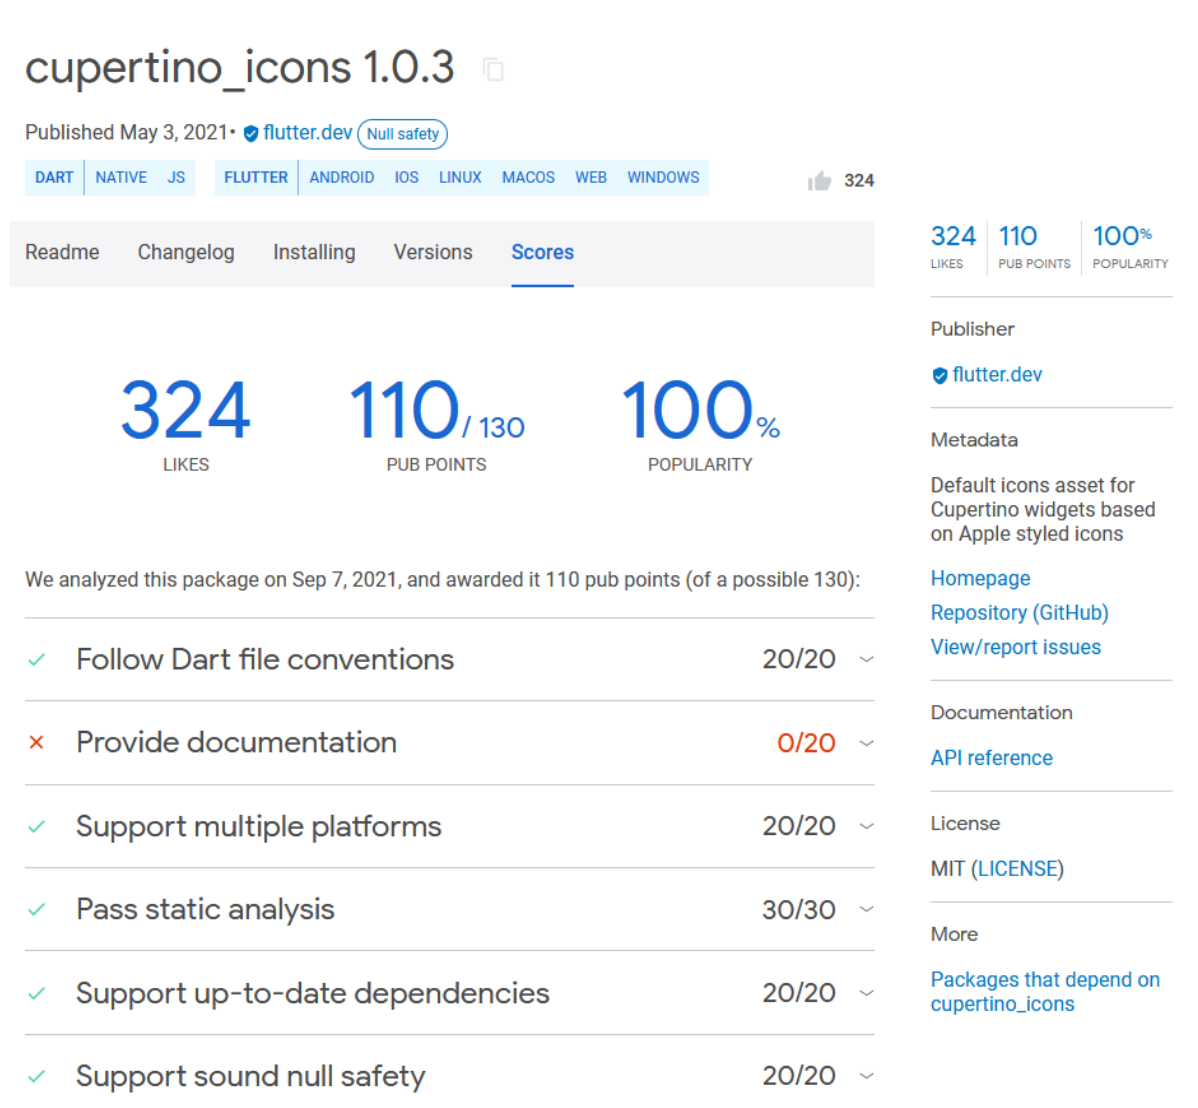 cupertino_icons 1.0.3
Published May 3, 2021• flutter.dev Null safety
DART NATIVE JS FLUTTER ANDROID IOS LINUX MACOS WEB WINDOWS 324
Readme Changelog Installing Versions Scores
324 110/ 130 100%
LIKES PUB POINTS POPULARITY
We analyzed this package on Sep 7, 2021, and awarded it 110 pub points (of a possible 130):
Follow Dart file conventions 20/20
Provide documentation 0/20
Support multiple platforms 20/20
Pass static analysis 30/30
Support up-to-date dependencies 20/20
Support sound null safety 20/20
324 110 100%
LIKES PUB POINTS POPULARITY
Publisher
flutter.dev
Metadata
Default icons asset for
Cupertino widgets based
on Apple styled icons
Homepage
Repository (GitHub)
View/report issues
Documentation
API reference
License
MIT (LICENSE)
More
Packages that depend on
cupertino_icons